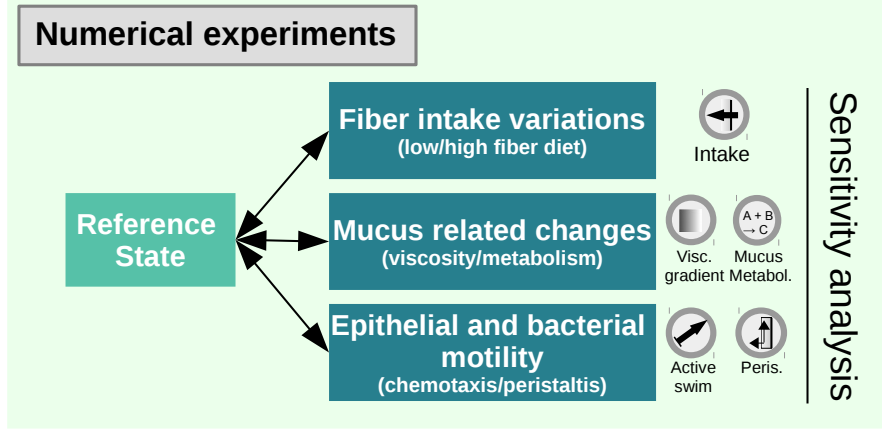 Numerical experiments
Reference
State
Fiber intake variations
(low/high fiber diet)
Intake
Mucus related changes
(viscosity/metabolism)
A + B
→ C
Visc.
gradient
Mucus
Metabol.
Epithelial and bacterial
motility
(chemotaxis/peristaltis)
Active
swim
Peris.
Sensitivity analysis